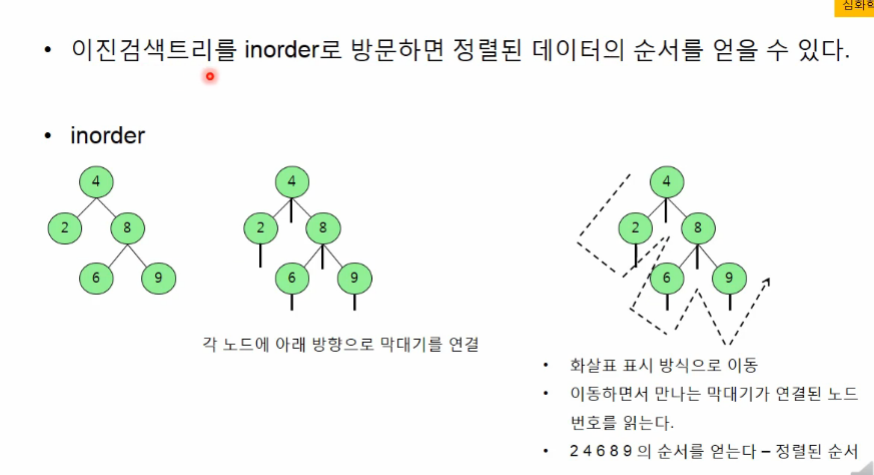 • 이진검색트리를 inorder로 방문하면 정렬된 데이터의 순서를 얻을 수 있다.
• inorder
4
2 8
6 9
4
2 8
6 9
4
2 8
6 9
각 노드에 아래 방향으로 막대기를 연결
• 화살표 표시 방식으로 이동
• 이동하면서 만나는 막대기가 연결된 노드
번호를 읽는다.
• 2 4 6 8 9 의 순서를 얻는다 – 정렬된 순서